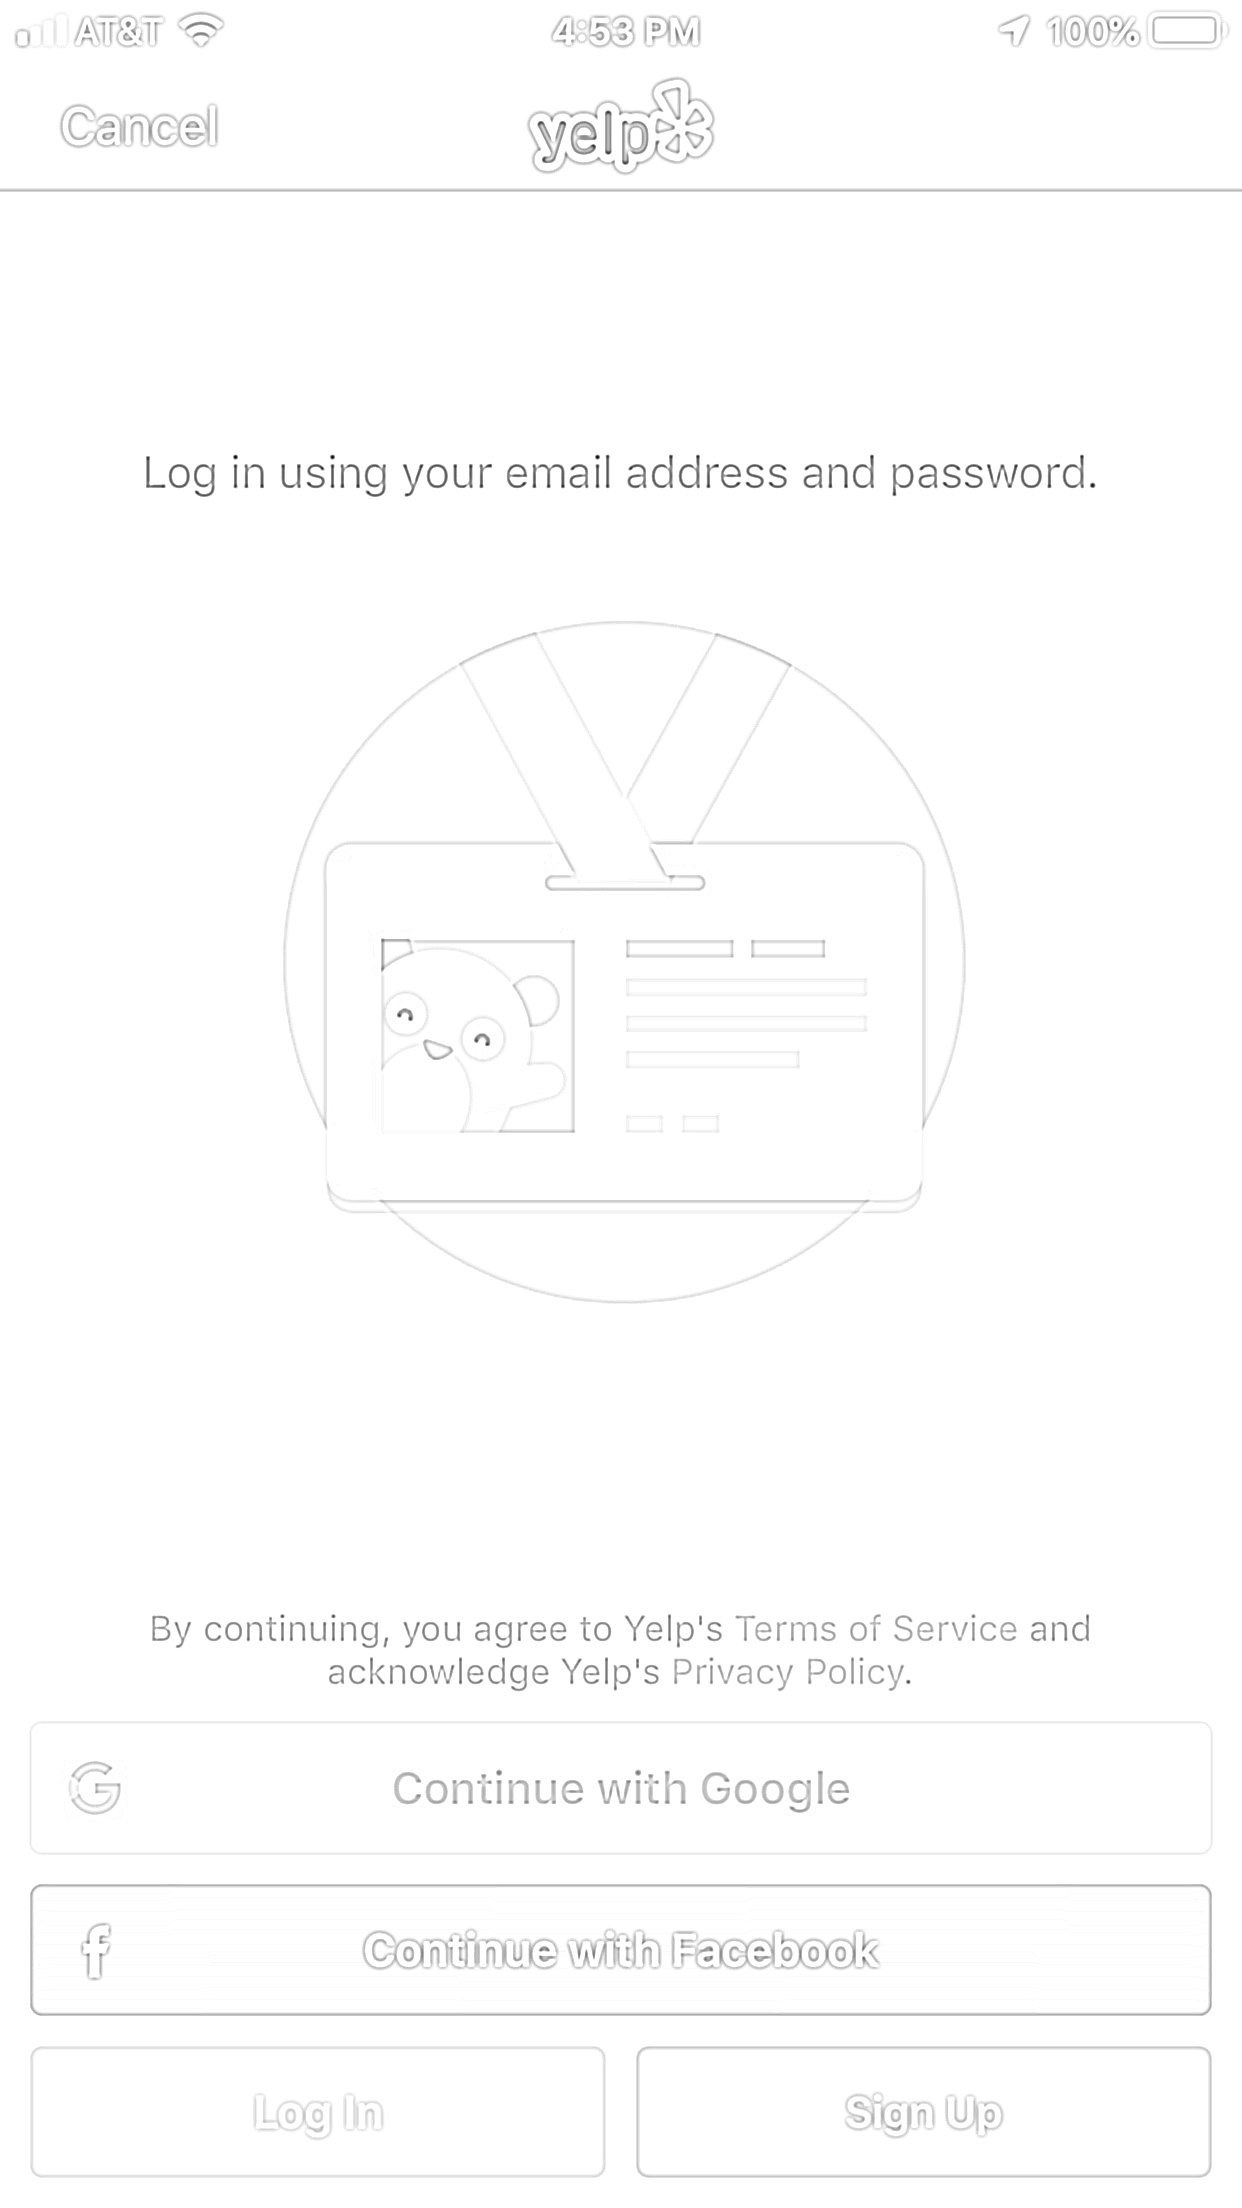 AT&T 4:53 PM 100%
Cancel yelp
Log in using your email address and password.
By continuing, you agree to Yelp's Terms of Service and
acknowledge Yelp's Privacy Policy.
Continue with Google
Continue with Facebook
Log In Sign Up